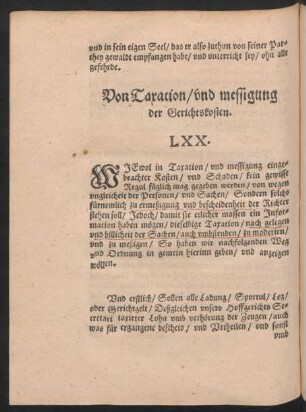 vnd in sein eigen Seel/ das er also zuthun von seiner Par-
they gewaldt empfangen habe/ vnd vnterricht sey/ ohn alle
gefehrde.
Von Taxation/ vnd messigung
der Gerichtskosten.
LXX.
WIEwol in Taxation/ vnd messigung einge-
brachter Kosten/ vnd Schaden/ kein gewisse
Regul füglich mag gegeben werden/ von wegen
vngleicheit der Personen/ vnd Sachen/ Sondern solchs
fürnemlich zu ermessigung vnd bescheidenheit der Richter
stehen soll/ Jedoch/ damit sie etlicher massen ein Infor-
mation haben mögen/ dieselbige Taxation/ nach gelegen
vnd billicheit der Sachen/ auch vmbstenden/ zu moderirn/
vnd zu messigen/ So haben wir nachfolgenden Weg
vnd Ordnung in gemein hierinn geben/ vnd anzeigen
wöllen.
Vnd erstlich/ Sollen alle Ladung/ Sportul/ Ley/
oder Gerichtgelt/ Deßgleichen vnsers Hoffgerichts Se-
cretari taxirter Lohn vmb verhörung der Zeugen/ auch
was für ergangene bescheid/ vnd Vrtheilen/ vnd sonst
vmb